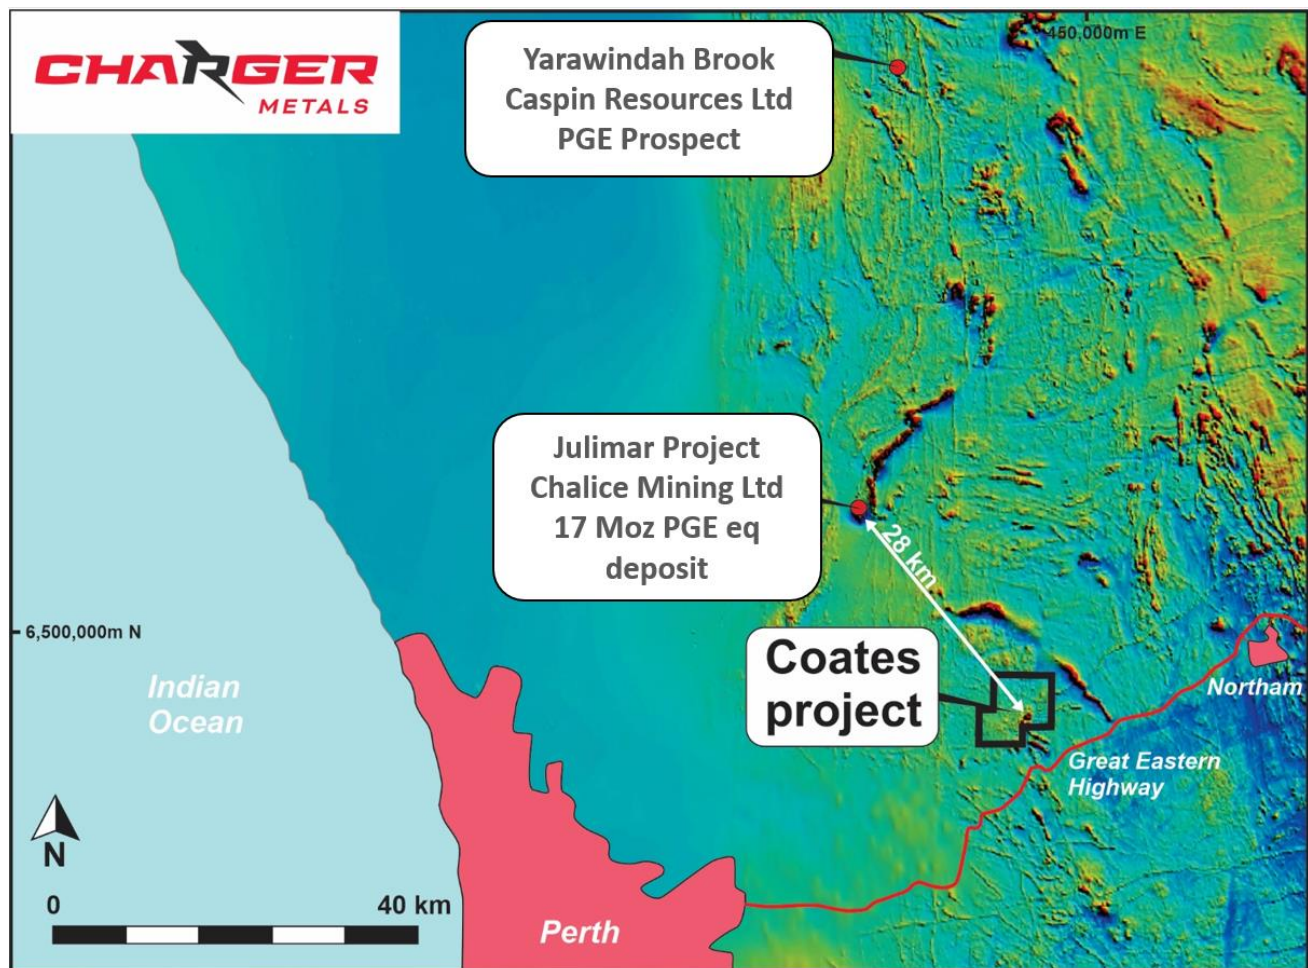 CHARGER
METALS
450,000m E
Yarawindah Brook
Caspin Resources Ltd
PGE Prospect
Julimar Project
Chalice Mining Ltd
17 Moz PGE eq
deposit
28 km
6,500,000m N
Coates
project
Indian
Ocean
Northam
Great Eastern
Highway
N
0
40 km
Perth